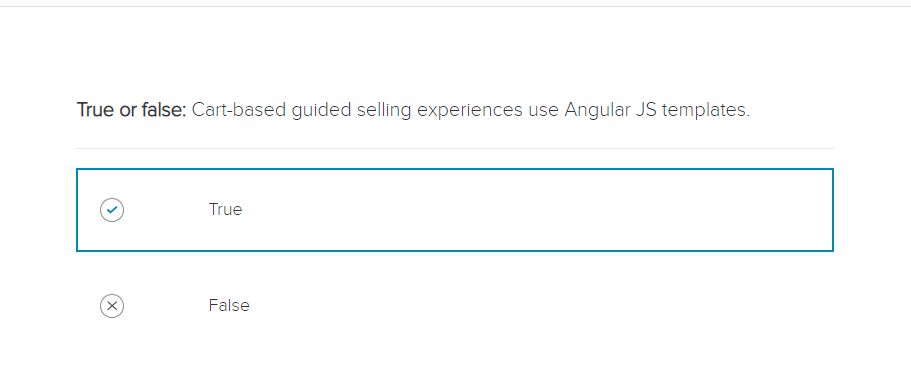 True or false: Cart-based guided selling experiences use Angular JS templates.
True
False